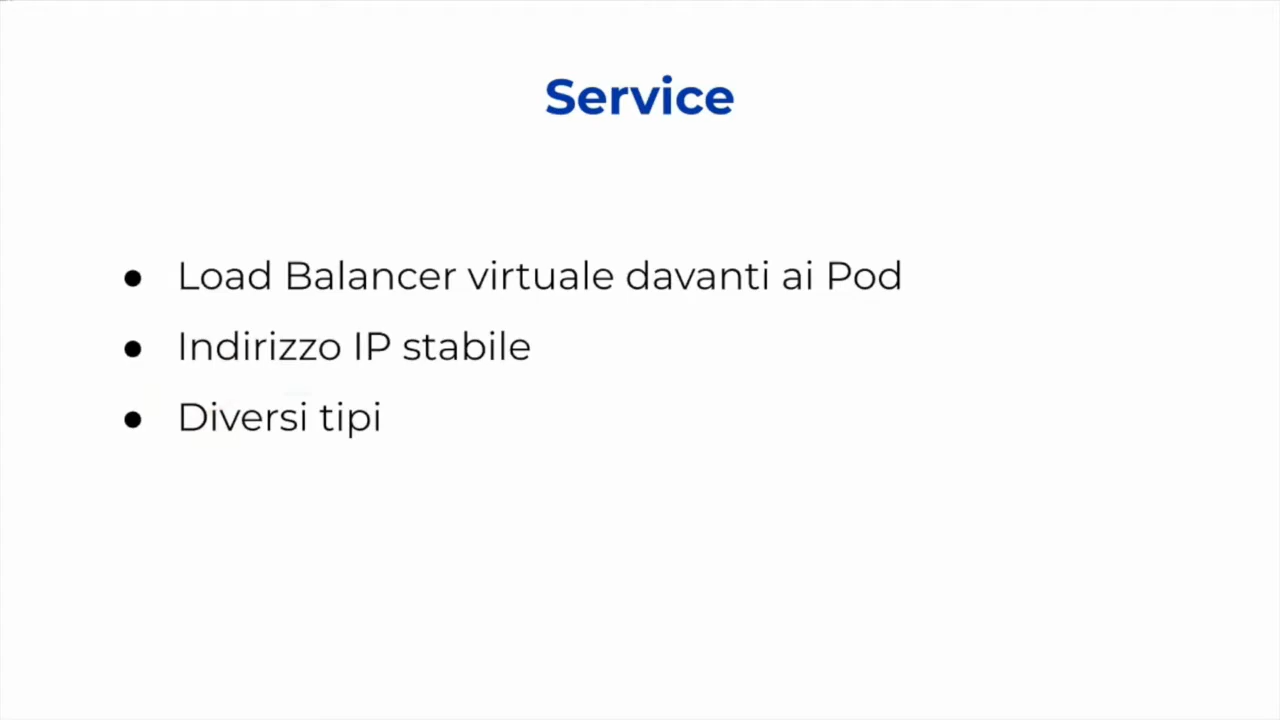 Service
● Load Balancer virtuale davanti ai Pod
● Indirizzo IP stabile
● Diversi tipi